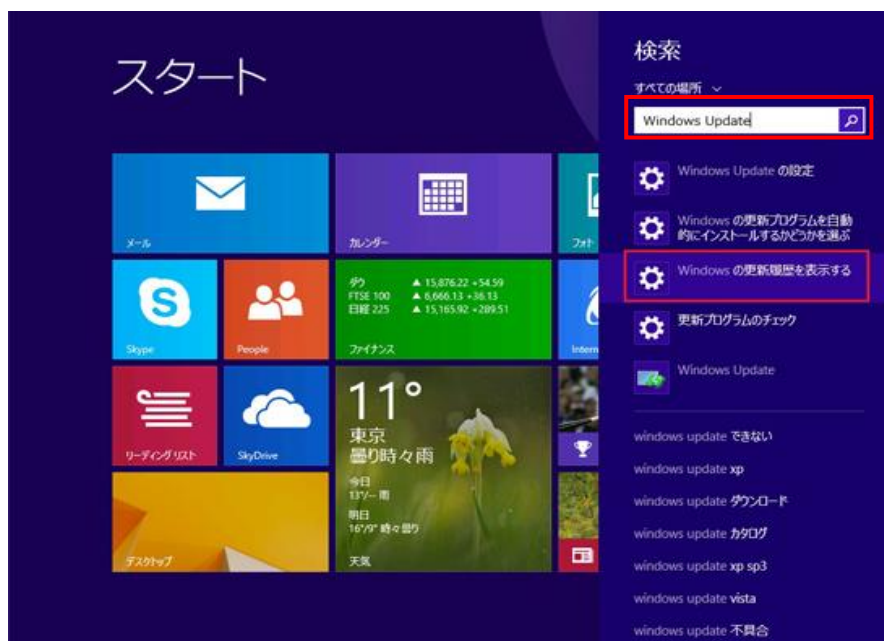 スタート
メール
カレンダー
フォト
Skype
People
ダウ ▲ 15,876.22 +54.59
FTSE 100 ▲ 6,666.13 +36.13
日経 225 ▲ 15,165.92 +289.51
ファイナンス
Intern
リーディング リスト
SkyDrive
11°
東京
曇り時々雨
今日
13°/-- 雨
明日
16°/9° 時々曇り
天気
デスクトップ
検索
すべての場所
Windows Update
Windows Update の設定
Windows の更新プログラムを自動
的にインストールするかどうかを選ぶ
Windows の更新履歴を表示する
更新プログラムのチェック
Windows Update
windows update できない
windows update xp
windows update ダウンロード
windows update カタログ
windows update xp sp3
windows update vista
windows update 不具合